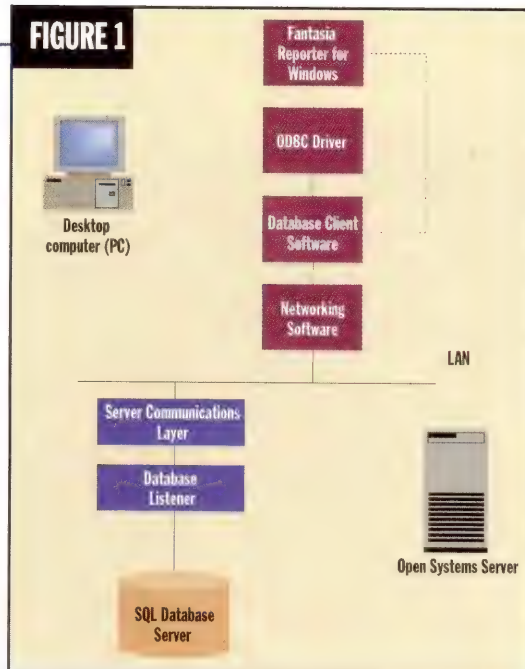 FIGURE 1
Fantasia
Reporter for
Windows
ODBC Driver
Desktop
computer (PC)
Database Client
Software
Networking
Software
LAN
Server Communications
Layer
Database
Listener
Open Systems Server
SQL Database
Server